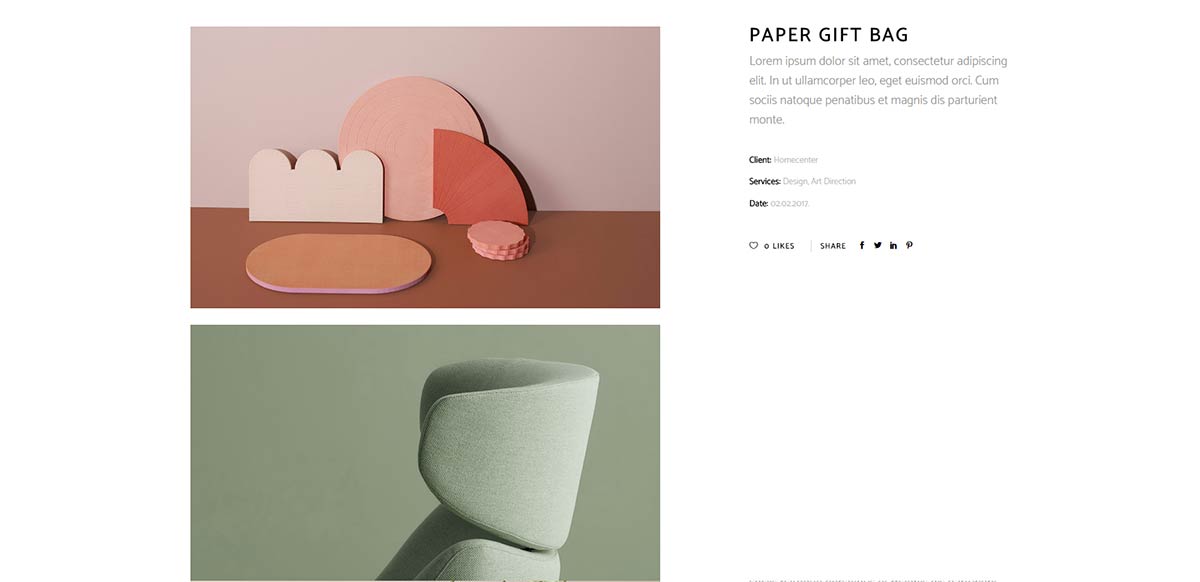 PAPER GIFT BAG
Lorem ipsum dolor sit amet, consectetur adipiscing
elit. In ut ullamcorper leo, eget euismod orci. Cum
sociis natoque penatibus et magnis dis parturient
monte.
Client: Homecenter
Services: Design, Art Direction
Date: 02.02.2017.
0 LIKES SHARE